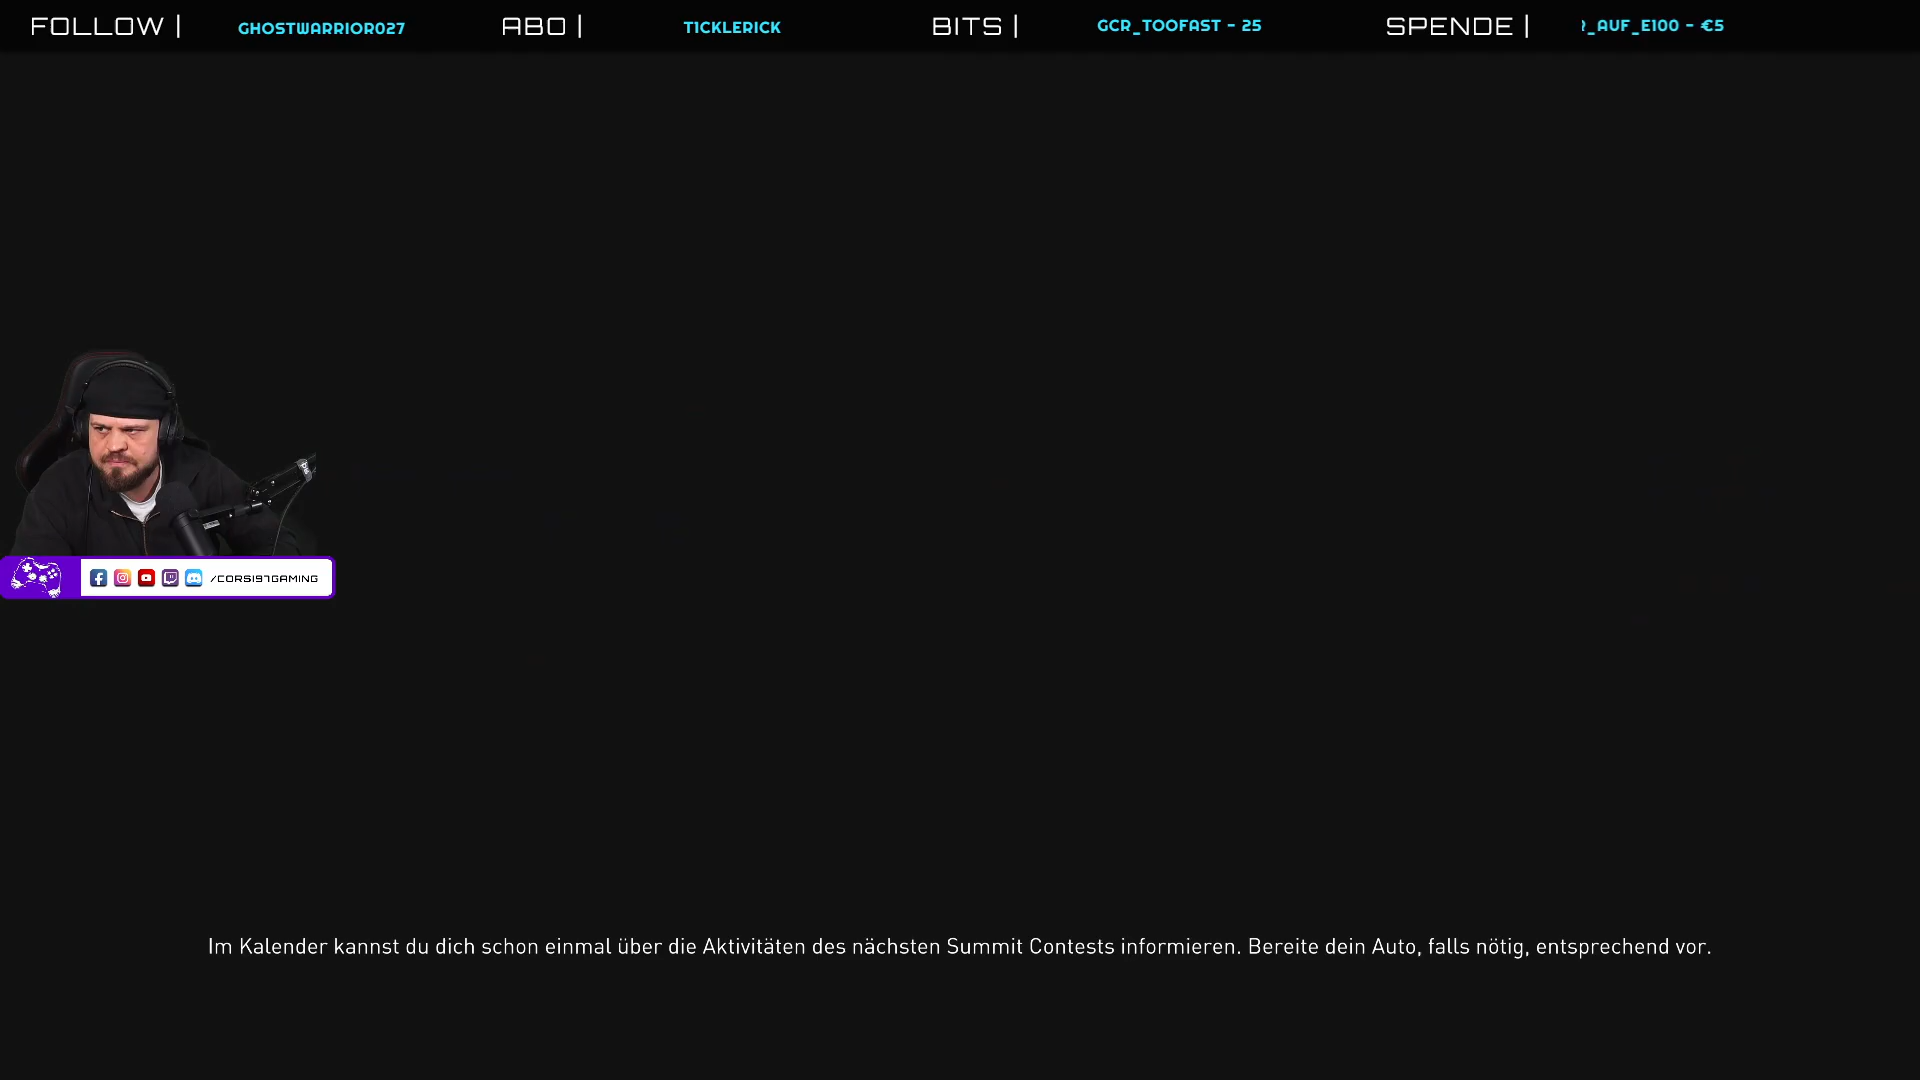 FOLLOW | GHOSTWARRIOR027 ABO | T1CKLERICK BITS | GCR_TOOFAST - 25 SPENDE | _AUF_E100 - €5
/CORSI97GAMING
Im Kalender kannst du dich schon einmal über die Aktivitäten des nächsten Summit Contests informieren. Bereite dein Auto, falls nötig, entsprechend vor.